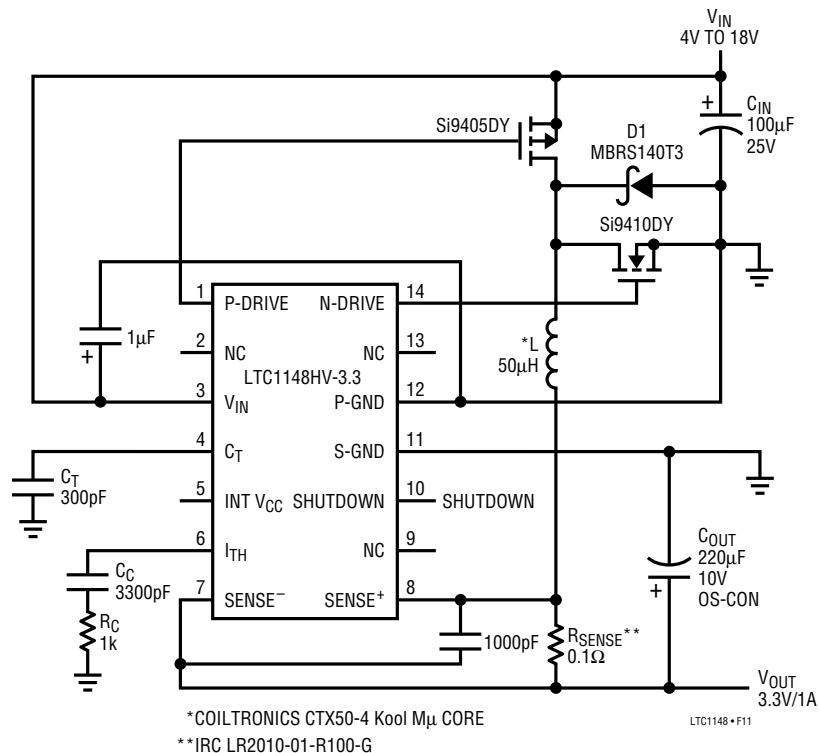 V_IN
4V TO 18V
Si9405DY
+
C_IN
100µF
25V
D1
MBRS140T3
Si9410DY
1µF
+
1
P-DRIVE
N-DRIVE
14
2
NC
NC
13
LTC1148HV-3.3
3
V_IN
P-GND
12
4
C_T
S-GND
11
5
INT V_CC
SHUTDOWN
10
SHUTDOWN
6
I_TH
NC
9
7
SENSE⁻
SENSE⁺
8
*L
50µH
C_T
300pF
C_C
3300pF
R_C
1k
1000pF
R_SENSE**
0.1Ω
C_OUT
220µF
10V
OS-CON
+
V_OUT
3.3V/1A
*COILTRONICS CTX50-4 Kool Mµ CORE
**IRC LR2010-01-R100-G
LTC1148 • F11